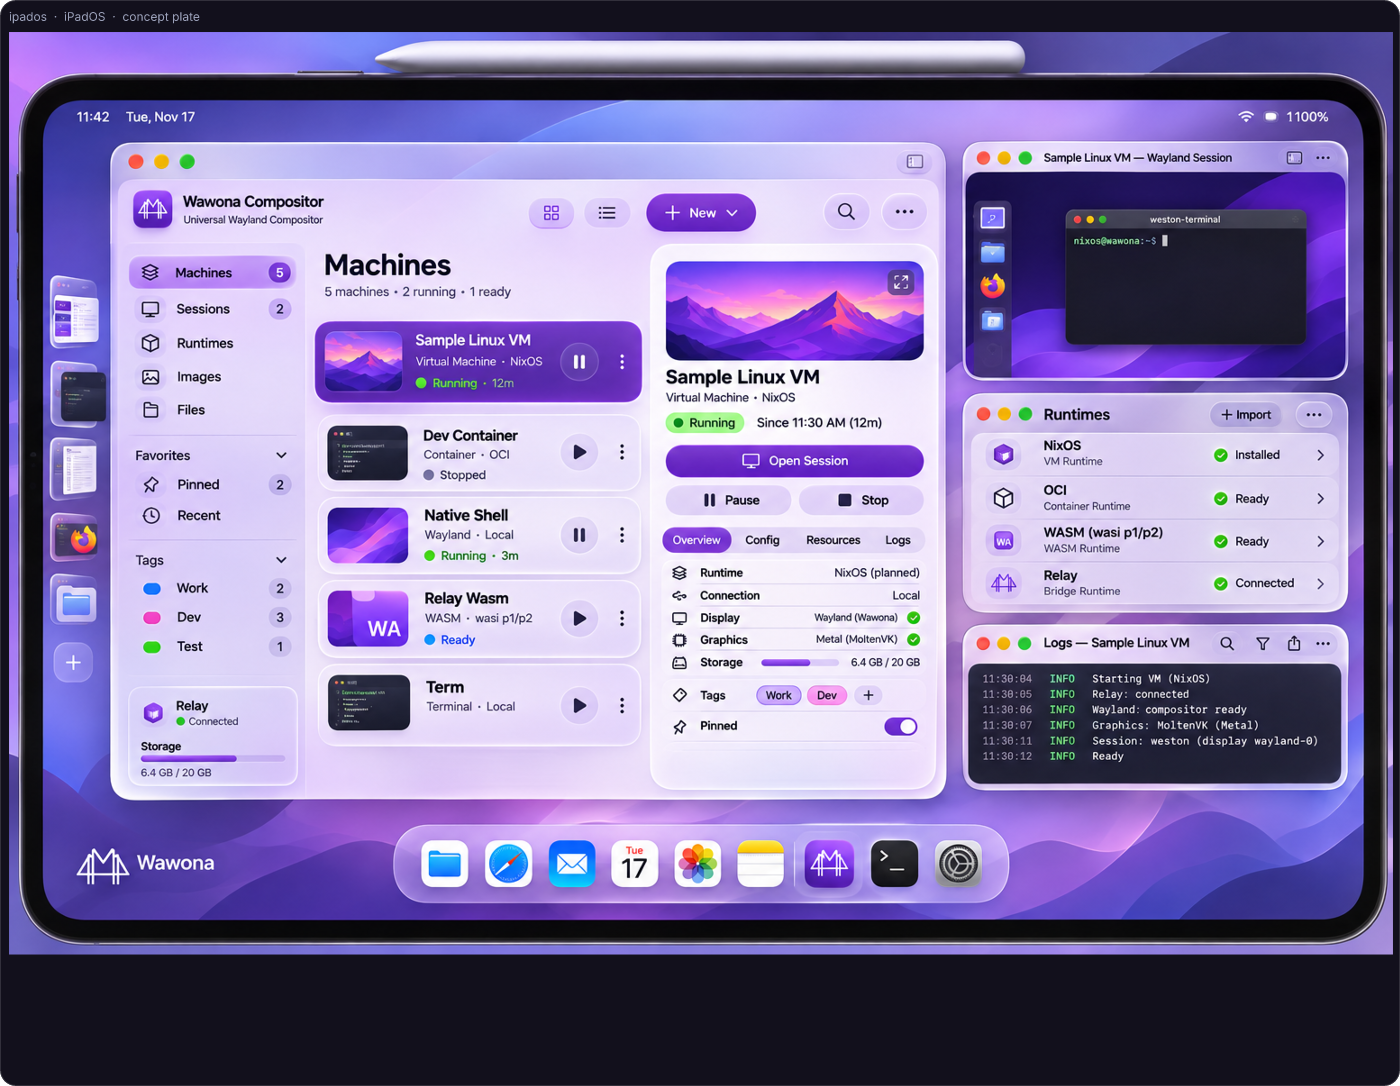 ipados · iPadOS · concept plate
11:42 Tue, Nov 17
1100%
Wawona Compositor
Universal Wayland Compositor
New
Machines 5
Sessions 2
Runtimes
Images
Files
Favorites
Pinned 2
Recent
Tags
Work 2
Dev 3
Test 1
Relay
Connected
Storage
6.4 GB / 20 GB
Machines
5 machines • 2 running • 1 ready
Sample Linux VM
Virtual Machine • NixOS
Running • 12m
Dev Container
Container • OCI
Stopped
Native Shell
Wayland • Local
Running • 3m
WA
Relay Wasm
WASM • wasi p1/p2
Ready
Term
Terminal • Local
Sample Linux VM
Virtual Machine • NixOS
Running Since 11:30 AM (12m)
Open Session
Pause Stop
Overview Config Resources Logs
Runtime NixOS (planned)
Connection Local
Display Wayland (Wawona)
Graphics Metal (MoltenVK)
Storage 6.4 GB / 20 GB
Tags Work Dev +
Pinned
Sample Linux VM — Wayland Session
weston-terminal
nixos@wawona:~$
Runtimes
+ Import
NixOS
VM Runtime
Installed
OCI
Container Runtime
Ready
WA
WASM (wasi p1/p2)
WASM Runtime
Ready
Relay
Bridge Runtime
Connected
Logs — Sample Linux VM
11:30:04 INFO Starting VM (NixOS)
11:30:05 INFO Relay: connected
11:30:06 INFO Wayland: compositor ready
11:30:07 INFO Graphics: MoltenVK (Metal)
11:30:11 INFO Session: weston (display wayland-0)
11:30:12 INFO Ready
Wawona
Tue
17